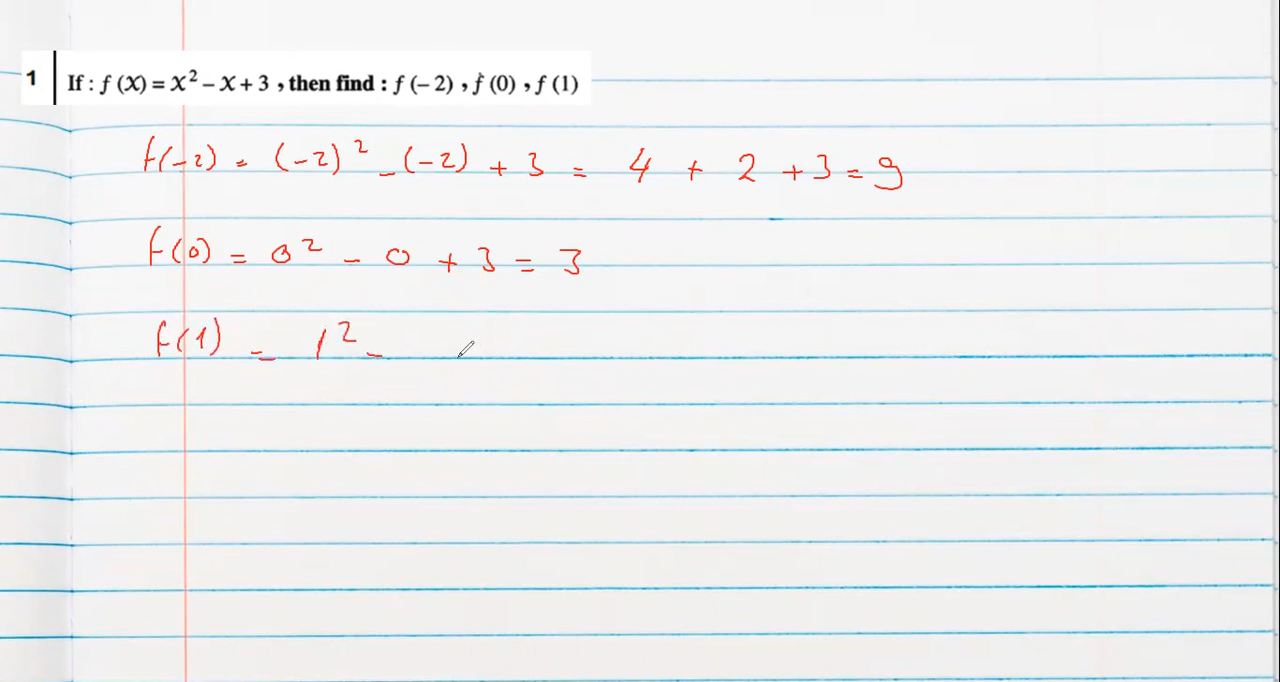 1 If : f (X) = X² – X + 3 , then find : f (– 2) , f (0) , f (1)
f(-2) = (-2)² - (-2) + 3 = 4 + 2 + 3 = 9
f(0) = 0² - 0 + 3 = 3
f(1) = 1² -